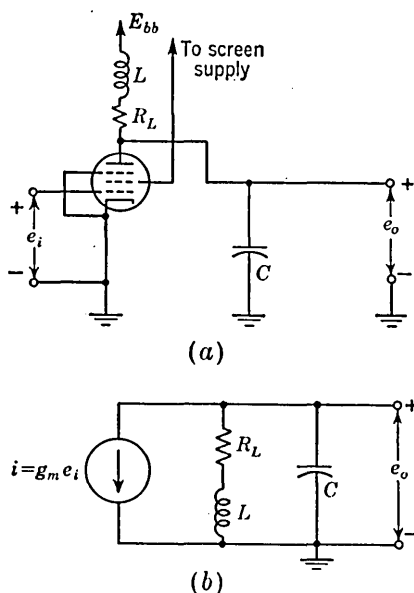 E_bb
To screen
supply
L
R_L
+
+
e_i
e_o
C
−
−
(a)
+
R_L
i=g_m e_i
e_o
C
L
−
(b)